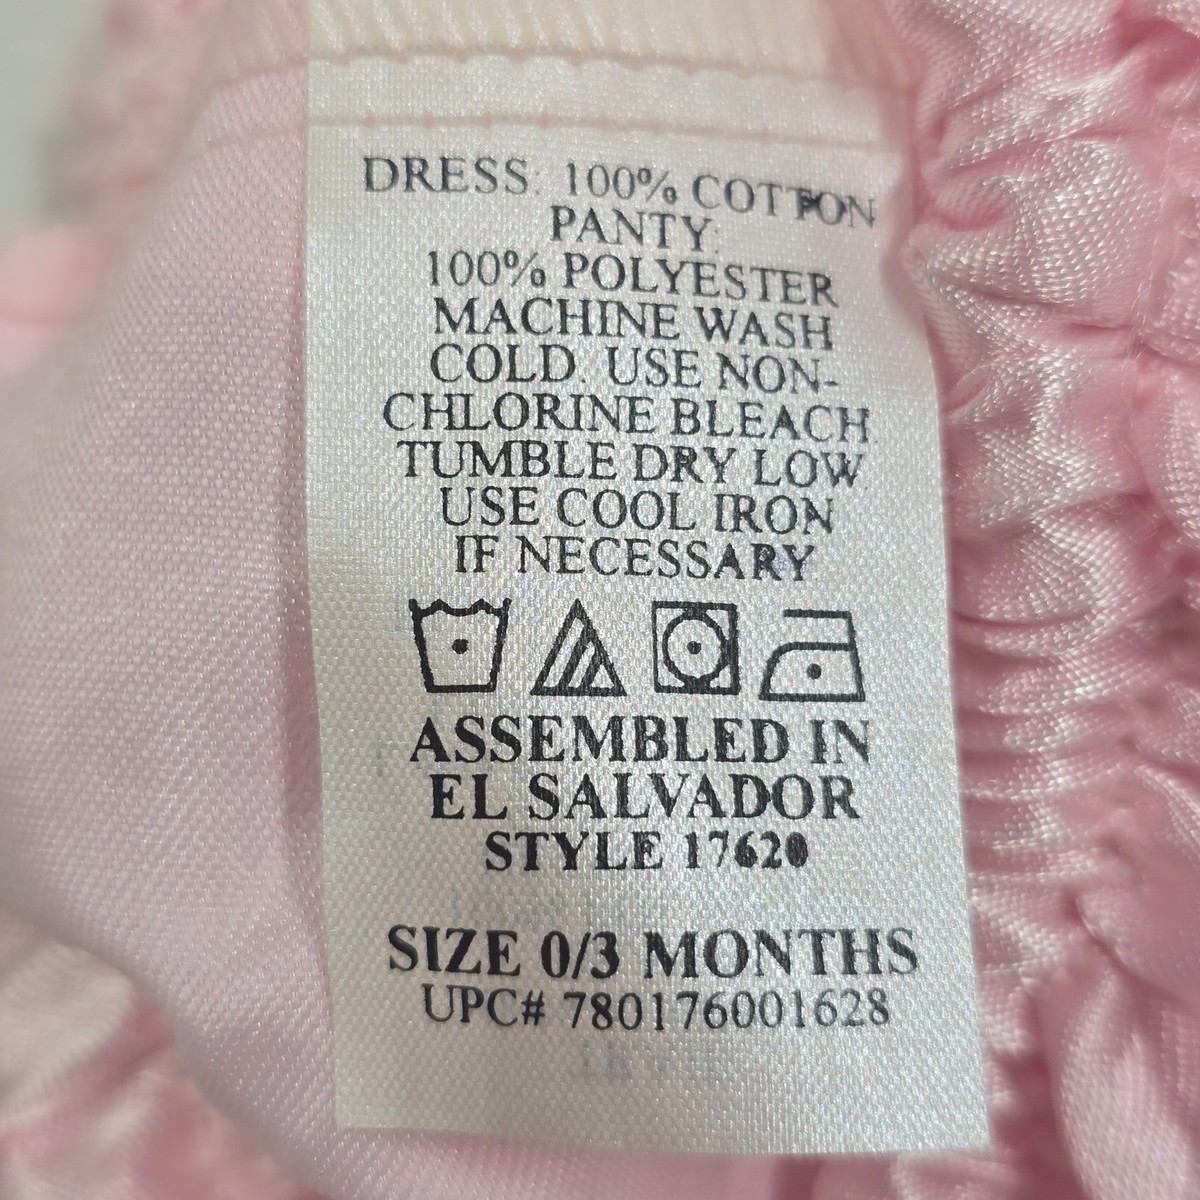 DRESS: 100% COTTON
PANTY:
100% POLYESTER
MACHINE WASH
COLD. USE NON-
CHLORINE BLEACH
TUMBLE DRY LOW
USE COOL IRON
IF NECESSARY
ASSEMBLED IN
EL SALVADOR
STYLE 17620
SIZE 0/3 MONTHS
UPC# 780176001628